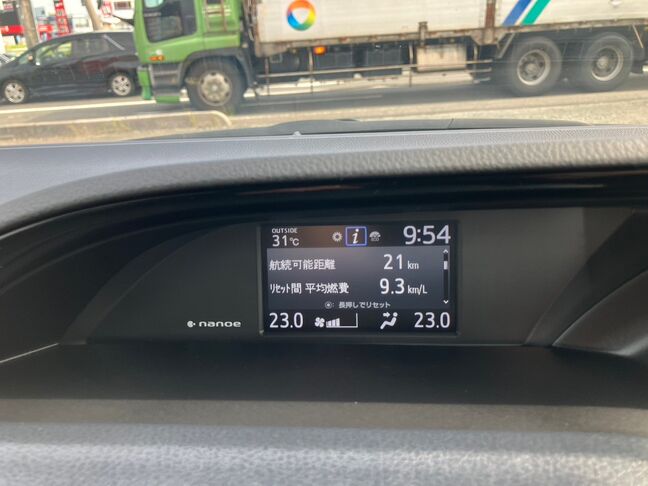 OUTSIDE
31℃
i
9:54
航続可能距離 21 km
リセット間 平均燃費 9.3 km/L
: 長押しでリセット
nanoe
23.0
23.0